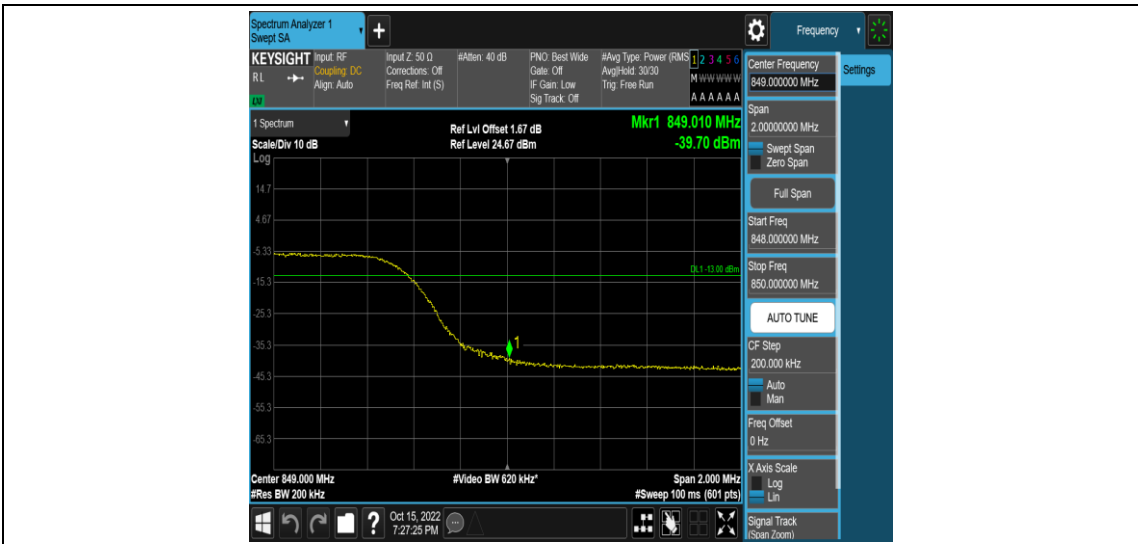 Spectrum Analyzer 1
Swept SA
+
Frequency
KEYSIGHT
Input: RF
Coupling: DC
Align: Auto
Input Z: 50 Ω
Corrections: Off
Freq Ref: Int (S)
#Atten: 40 dB
PNO: Best Wide
Gate: Off
IF Gain: Low
Sig Track: Off
#Avg Type: Power (RMS
Avg|Hold: 30/30
Trig: Free Run
1 2 3 4 5 6
M W W W W W
A A A A A A
RL
LXI
1 Spectrum
Scale/Div 10 dB
Log
Ref Lvl Offset 1.67 dB
Ref Level 24.67 dBm
Mkr1 849.010 MHz
-39.70 dBm
14.7
4.67
-5.33
-15.3
-25.3
-35.3
-45.3
-55.3
-65.3
DL1 -13.00 dBm
1
Center 849.000 MHz
#Res BW 200 kHz
#Video BW 620 kHz*
Span 2.000 MHz
#Sweep 100 ms (601 pts)
Center Frequency
849.000000 MHz
Settings
Span
2.00000000 MHz
Swept Span
Zero Span
Full Span
Start Freq
848.000000 MHz
Stop Freq
850.000000 MHz
AUTO TUNE
CF Step
200.000 kHz
Auto
Man
Freq Offset
0 Hz
X Axis Scale
Log
Lin
Signal Track
(Span Zoom)
?
Oct 15, 2022
7:27:25 PM